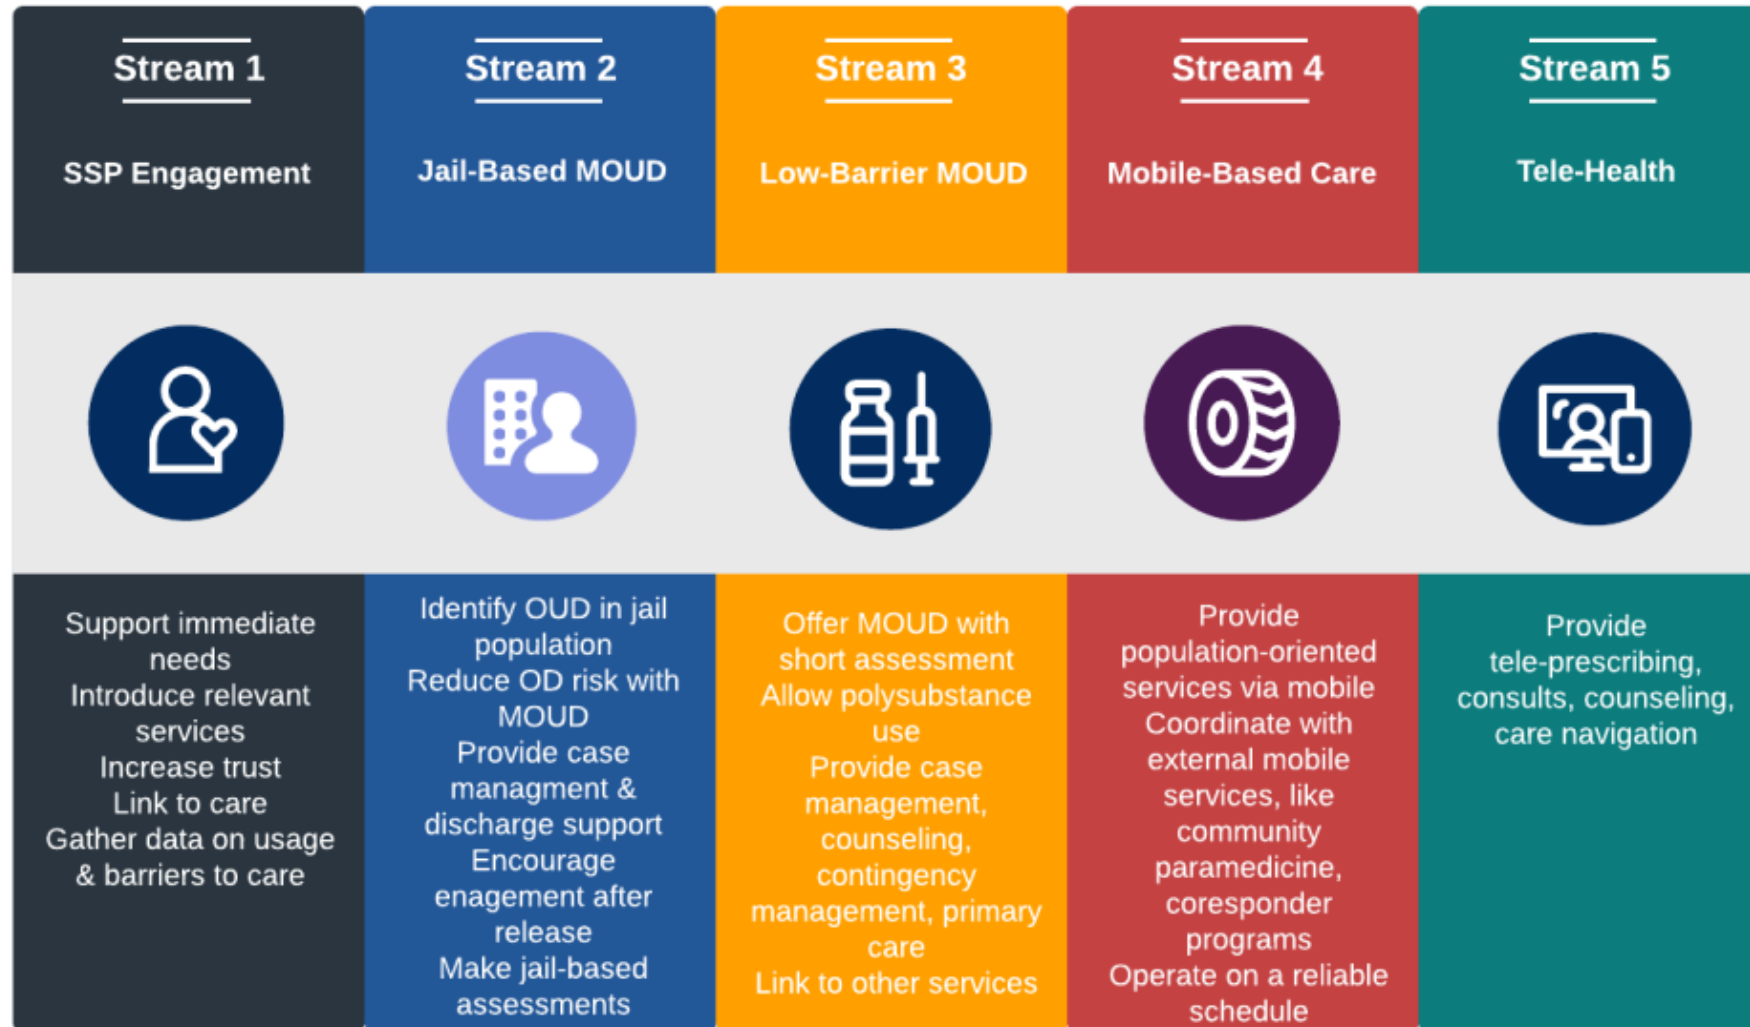 Stream 1
SSP Engagement
Support immediate
needs
Introduce relevant
services
Increase trust
Link to care
Gather data on usage
& barriers to care
Stream 2
Jail-Based MOUD
Identify OUD in jail
population
Reduce OD risk with
MOUD
Provide case
managment &
discharge support
Encourage
enagement after
release
Make jail-based
assessments
Stream 3
Low-Barrier MOUD
Offer MOUD with
short assessment
Allow polysubstance
use
Provide case
management,
counseling,
contingency
management, primary
care
Link to other services
Stream 4
Mobile-Based Care
Provide
population-oriented
services via mobile
Coordinate with
external mobile
services, like
community
paramedicine,
coresponder
programs
Operate on a reliable
schedule
Stream 5
Tele-Health
Provide
tele-prescribing,
consults, counseling,
care navigation